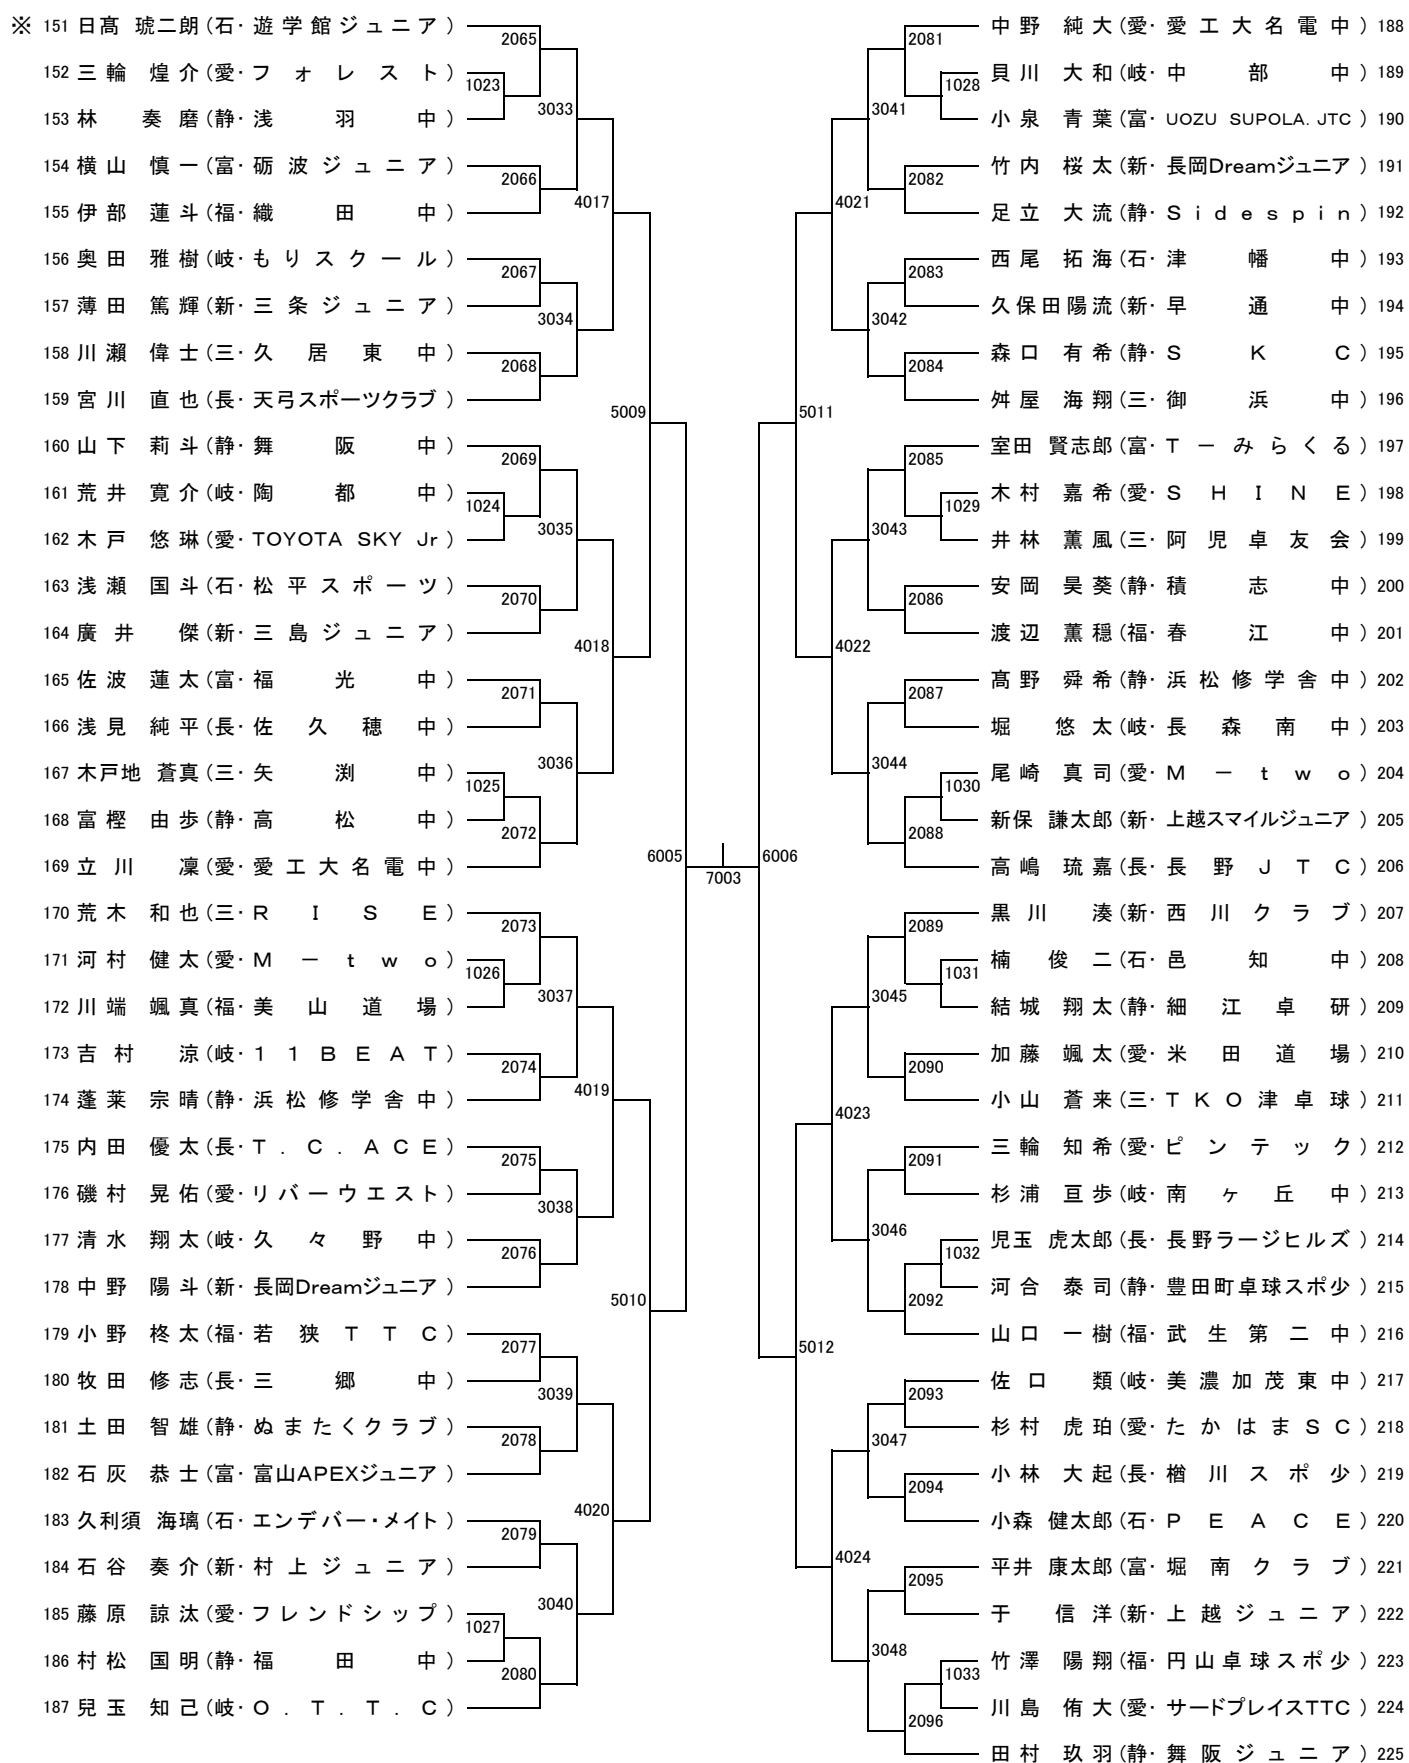 ※ 151 日髙 琥二朗 (石・遊学館ジュニア)
152 三輪 煌介 (愛・フォレスト)
153 林 奏磨 (静・浅羽中)
154 横山 慎一 (富・砺波ジュニア)
155 伊部 蓮斗 (福・織田中)
156 奥田 雅樹 (岐・もりスクール)
157 薄田 篤輝 (新・三条ジュニア)
158 川瀬 偉士 (三・久居東中)
159 宮川 直也 (長・天弓スポーツクラブ)
160 山下 莉斗 (静・舞阪中)
161 荒井 寛介 (岐・陶都中)
162 木戸 悠琳 (愛・TOYOTA SKY Jr)
163 浅瀬 国斗 (石・松平スポーツ)
164 廣井 傑 (新・三島ジュニア)
165 佐波 蓮太 (富・福光中)
166 浅見 純平 (長・佐久穂中)
167 木戸地 蒼真 (三・矢渕中)
168 富樫 由歩 (静・高松中)
169 立川 凜 (愛・愛工大名電中)
170 荒木 和也 (三・RISE)
171 河村 健太 (愛・M－two)
172 川端 颯真 (福・美山道場)
173 吉村 涼 (岐・11BEAT)
174 蓬莱 宗晴 (静・浜松修学舎中)
175 内田 優太 (長・T.C.ACE)
176 磯村 晃佑 (愛・リバーウエスト)
177 清水 翔太 (岐・久々野中)
178 中野 陽斗 (新・長岡Dreamジュニア)
179 小野 柊太 (福・若狭TTC)
180 牧田 修志 (長・三郷中)
181 土田 智雄 (静・ぬまたくクラブ)
182 石灰 恭士 (富・富山APEXジュニア)
183 久利須 海璃 (石・エンデバー・メイト)
184 石谷 奏介 (新・村上ジュニア)
185 藤原 諒汰 (愛・フレンドシップ)
186 村松 国明 (静・福田中)
187 兒玉 知己 (岐・O.T.T.C)
1023
1024
1025
1026
1027
2065
2066
2067
2068
2069
2070
2071
2072
2073
2074
2075
2076
2077
2078
2079
2080
3033
3034
3035
3036
3037
3038
3039
3040
4017
4018
4019
4020
5009
5010
6005
7003
6006
5011
5012
4021
4022
4023
4024
3041
3042
3043
3044
3045
3046
3047
3048
2081
2082
2083
2084
2085
2086
2087
2088
2089
2090
2091
2092
2093
2094
2095
2096
1028
1029
1030
1031
1032
1033
中野 純大 (愛・愛工大名電中) 188
貝川 大和 (岐・中部中) 189
小泉 青葉 (富・UOZU SUPOLA.JTC) 190
竹内 桜太 (新・長岡Dreamジュニア) 191
足立 大流 (静・Sidespin) 192
西尾 拓海 (石・津幡中) 193
久保田陽流 (新・早通中) 194
森口 有希 (静・SKC) 195
舛屋 海翔 (三・御浜中) 196
室田 賢志郎 (富・T－みらくる) 197
木村 嘉希 (愛・SHINE) 198
井林 薫風 (三・阿児卓友会) 199
安岡 昊葵 (静・積志中) 200
渡辺 薫穏 (福・春江中) 201
髙野 舜希 (静・浜松修学舎中) 202
堀 悠太 (岐・長森南中) 203
尾崎 真司 (愛・M－two) 204
新保 謙太郎 (新・上越スマイルジュニア) 205
高嶋 琉嘉 (長・長野JTC) 206
黒川 湊 (新・西川クラブ) 207
楠 俊二 (石・邑知中) 208
結城 翔太 (静・細江卓研) 209
加藤 颯太 (愛・米田道場) 210
小山 蒼来 (三・TKO津卓球) 211
三輪 知希 (愛・ピンテック) 212
杉浦 亘歩 (岐・南ヶ丘中) 213
児玉 虎太郎 (長・長野ラージヒルズ) 214
河合 泰司 (静・豊田町卓球スポ少) 215
山口 一樹 (福・武生第二中) 216
佐口 類 (岐・美濃加茂東中) 217
杉村 虎珀 (愛・たかはまSC) 218
小林 大起 (長・楢川スポ少) 219
小森 健太郎 (石・PEACE) 220
平井 康太郎 (富・堀南クラブ) 221
于 信洋 (新・上越ジュニア) 222
竹澤 陽翔 (福・円山卓球スポ少) 223
川島 侑大 (愛・サードプレイスTTC) 224
田村 玖羽 (静・舞阪ジュニア) 225